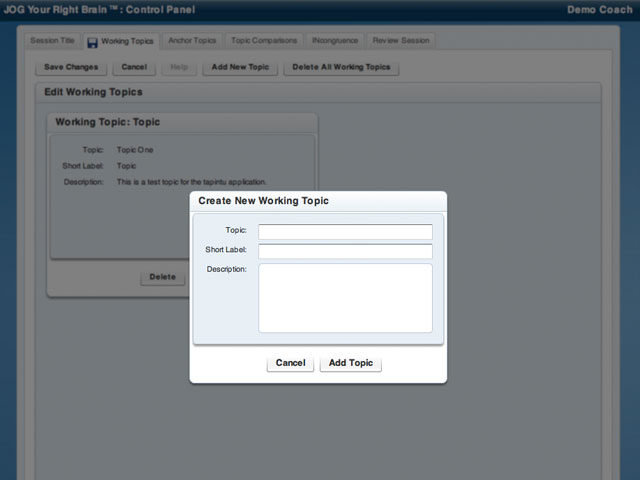 JOG Your Right Brain ™: Control Panel Demo Coach
Session Title Working Topics Anchor Topics Topic Comparisons INcongruence Review Session
Save Changes Cancel Help Add New Topic Delete All Working Topics
Edit Working Topics
Working Topic: Topic
Topic: Topic One
Short Label: Topic
Description: This is a test topic for the tapintu application.
Delete
Create New Working Topic
Topic:
Short Label:
Description:
Cancel Add Topic